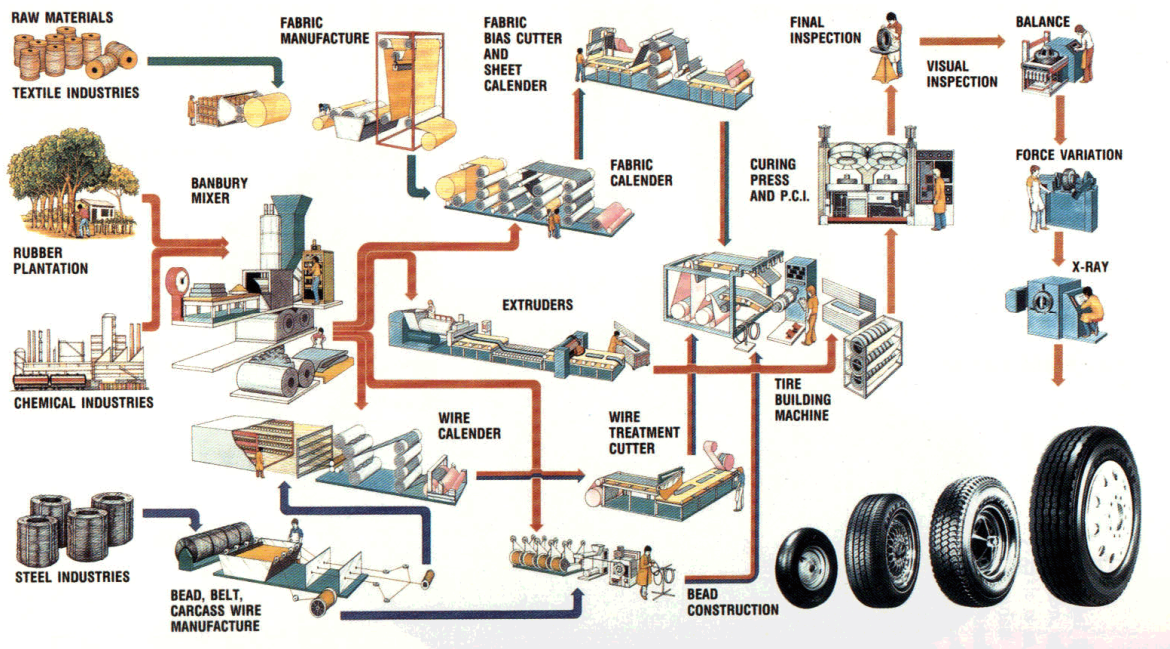 RAW MATERIALS
TEXTILE INDUSTRIES
FABRIC
MANUFACTURE
FABRIC
BIAS CUTTER
AND
SHEET
CALENDER
FINAL
INSPECTION
VISUAL
INSPECTION
BALANCE
RUBBER
PLANTATION
BANBURY
MIXER
FABRIC
CALENDER
CURING
PRESS
AND P.C.I.
FORCE VARIATION
X-RAY
CHEMICAL INDUSTRIES
EXTRUDERS
TIRE
BUILDING
MACHINE
WIRE
CALENDER
WIRE
TREATMENT
CUTTER
STEEL INDUSTRIES
BEAD, BELT,
CARCASS WIRE
MANUFACTURE
BEAD
CONSTRUCTION